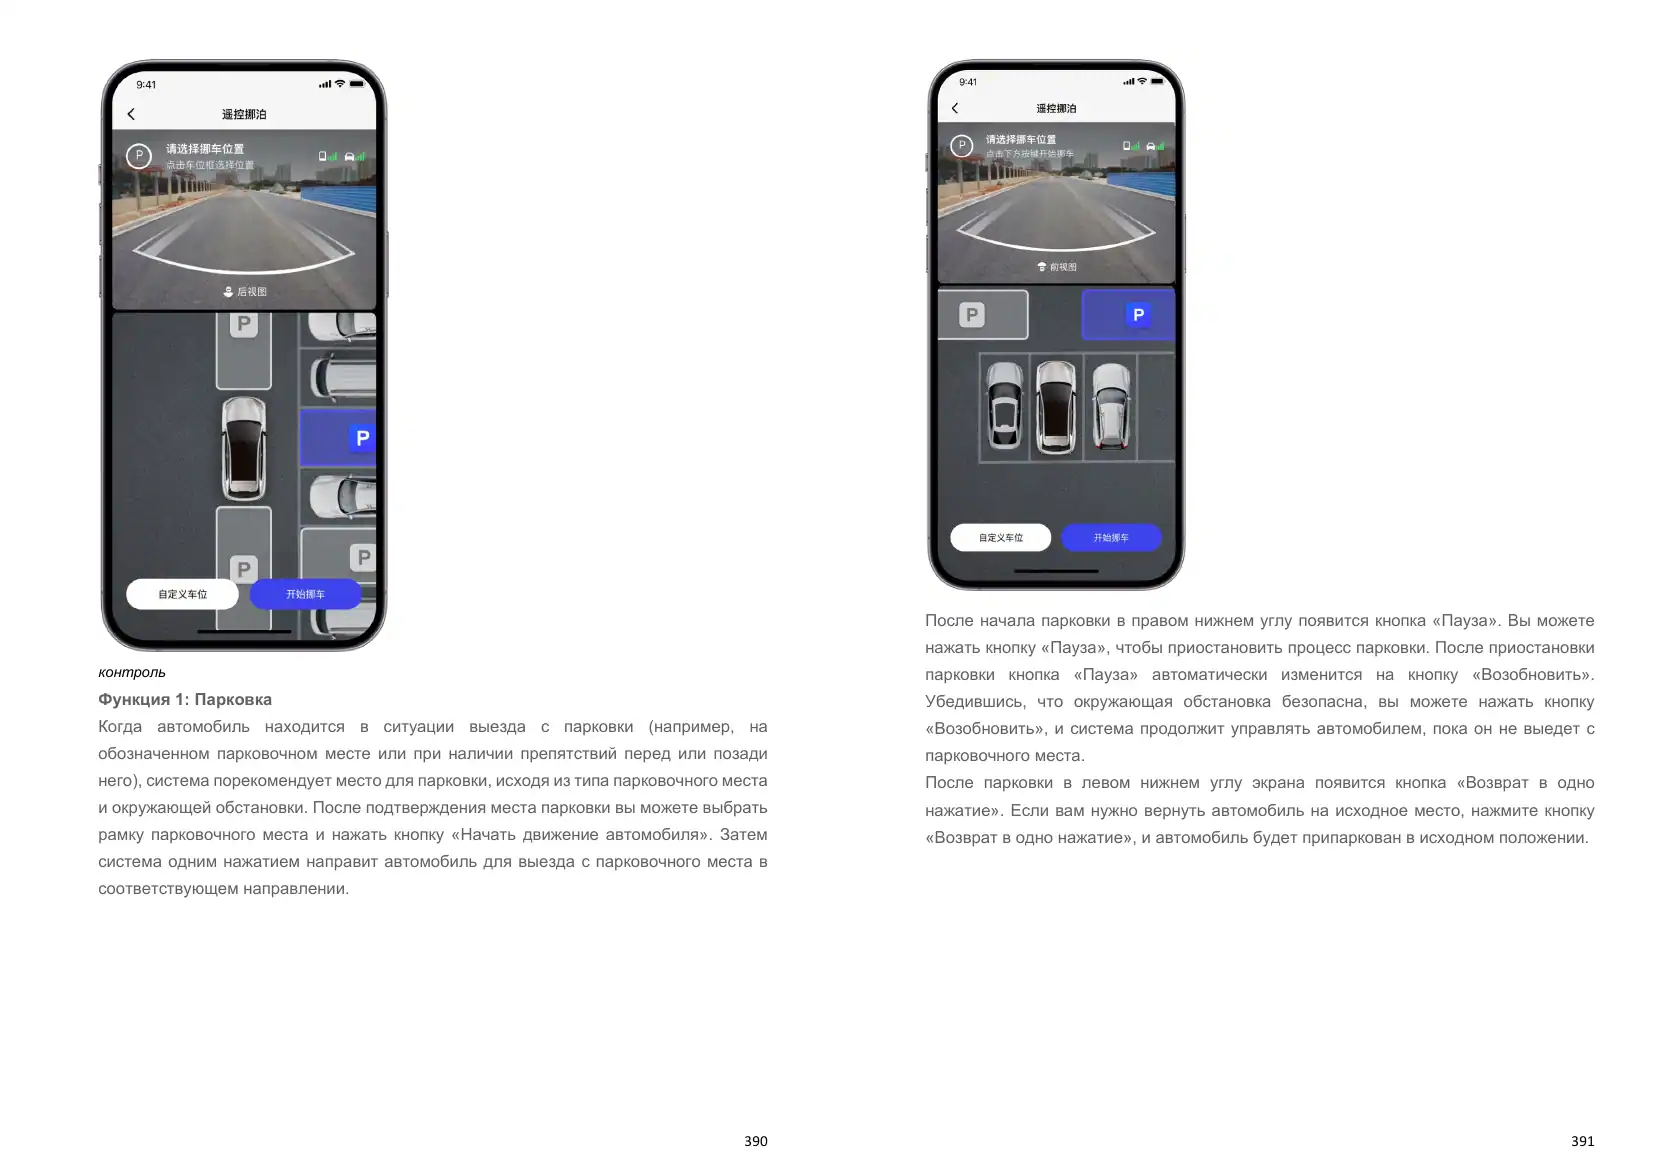 9:41
遥控挪泊
P
请选择挪车位置
点击车位框选择位置
后视图
P
P
P
P
自定义车位
开始挪车
контроль
Функция 1: Парковка
Когда автомобиль находится в ситуации выезда с парковки (например, на
обозначенном парковочном месте или при наличии препятствий перед или позади
него), система порекомендует место для парковки, исходя из типа парковочного места
и окружающей обстановки. После подтверждения места парковки вы можете выбрать
рамку парковочного места и нажать кнопку «Начать движение автомобиля». Затем
система одним нажатием направит автомобиль для выезда с парковочного места в
соответствующем направлении.
390
9:41
遥控挪泊
P
请选择挪车位置
点击下方按键开始挪车
前视图
P
P
自定义车位
开始挪车
После начала парковки в правом нижнем углу появится кнопка «Пауза». Вы можете
нажать кнопку «Пауза», чтобы приостановить процесс парковки. После приостановки
парковки кнопка «Пауза» автоматически изменится на кнопку «Возобновить».
Убедившись, что окружающая обстановка безопасна, вы можете нажать кнопку
«Возобновить», и система продолжит управлять автомобилем, пока он не выедет с
парковочного места.
После парковки в левом нижнем углу экрана появится кнопка «Возврат в одно
нажатие». Если вам нужно вернуть автомобиль на исходное место, нажмите кнопку
«Возврат в одно нажатие», и автомобиль будет припаркован в исходном положении.
391